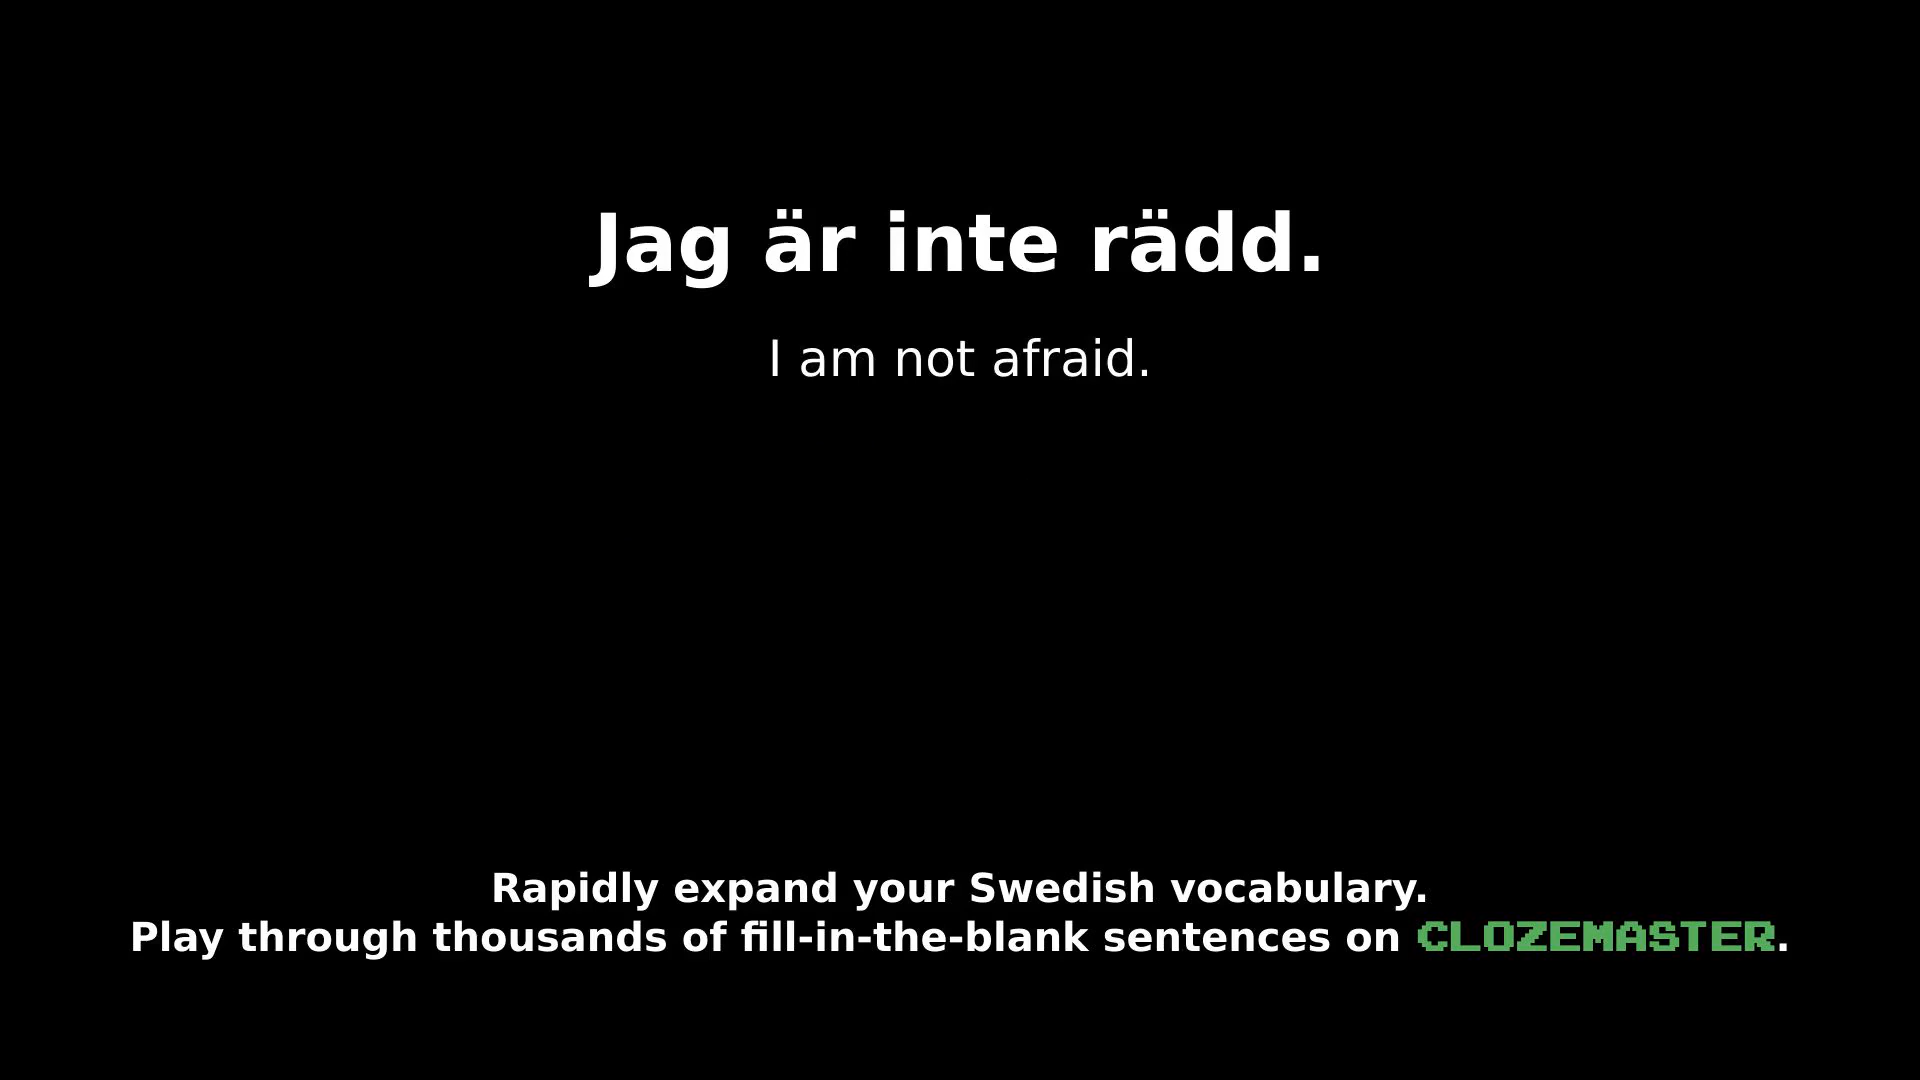 Jag är inte rädd.
I am not afraid.
Rapidly expand your Swedish vocabulary.
Play through thousands of fill-in-the-blank sentences on CLOZEMASTER.